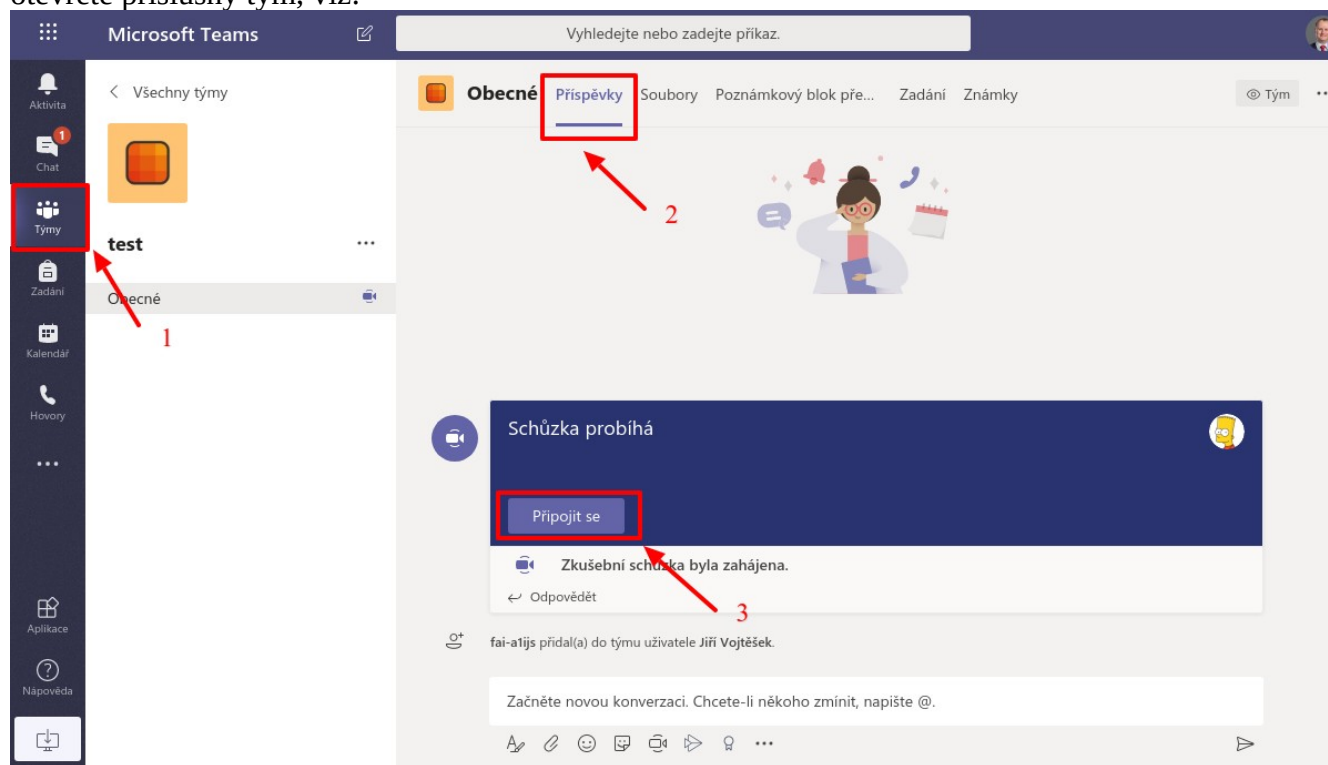 otevřete příslušný tým, viz:
Microsoft Teams
Vyhledejte nebo zadejte příkaz.
Aktivita
Všechny týmy
Obecné Příspěvky Soubory Poznámkový blok pře... Zadání Známky
Tým
1
Chat
2
Týmy
test
Zadání
Obecné
1
Kalendář
Hovory
Schůzka probíhá
Připojit se
Zkušební schůzka byla zahájena.
Odpovědět
3
Aplikace
fai-a1ijs přidal(a) do týmu uživatele Jiří Vojtěšek.
Nápověda
Začněte novou konverzaci. Chcete-li někoho zmínit, napište @.